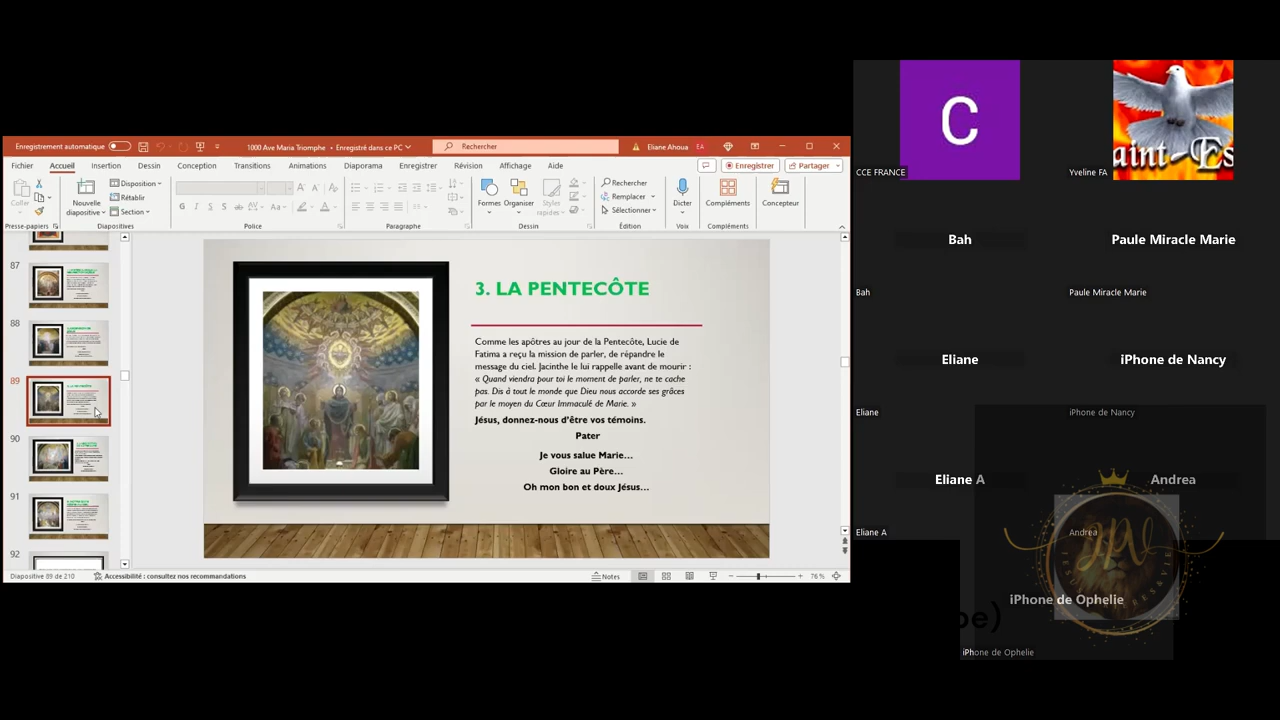 Enregistrement automatique
1000 Ave Maria Triomphe • Enregistré dans ce PC
Rechercher
Eliane Ahoua EA
Fichier Accueil Insertion Dessin Conception Transitions Animations Diaporama Enregistrer Révision Affichage Aide
Enregistrer Partager
Coller
Nouvelle diapositive
Disposition
Rétablir
Section
G I S S ab AV Aa
Formes Organiser Styles rapides
Rechercher
Remplacer
Sélectionner
Dicter
Compléments
Concepteur
Presse-papiers Diapositives Police Paragraphe Dessin Édition Voix Compléments
87
88
89
90
91
92
3. LA PENTECÔTE
Comme les apôtres au jour de la Pentecôte, Lucie de
Fatima a reçu la mission de parler, de répandre le
message du ciel. Jacinthe le lui rappelle avant de mourir :
« Quand viendra pour toi le moment de parler, ne te cache
pas. Dis à tout le monde que Dieu nous accorde ses grâces
par le moyen du Cœur Immaculé de Marie. »
Jésus, donnez-nous d'être vos témoins.
Pater
Je vous salue Marie…
Gloire au Père…
Oh mon bon et doux Jésus…
Diapositive 89 de 210
Accessibilité : consultez nos recommandations
Notes
76 %
C
CCE FRANCE
aint-Es
Yveline FA
Bah
Bah
Paule Miracle Marie
Paule Miracle Marie
Eliane
Eliane
iPhone de Nancy
iPhone de Nancy
Eliane A
Eliane A
Andrea
Andrea
iPhone de Ophelie
iPhone de Ophelie